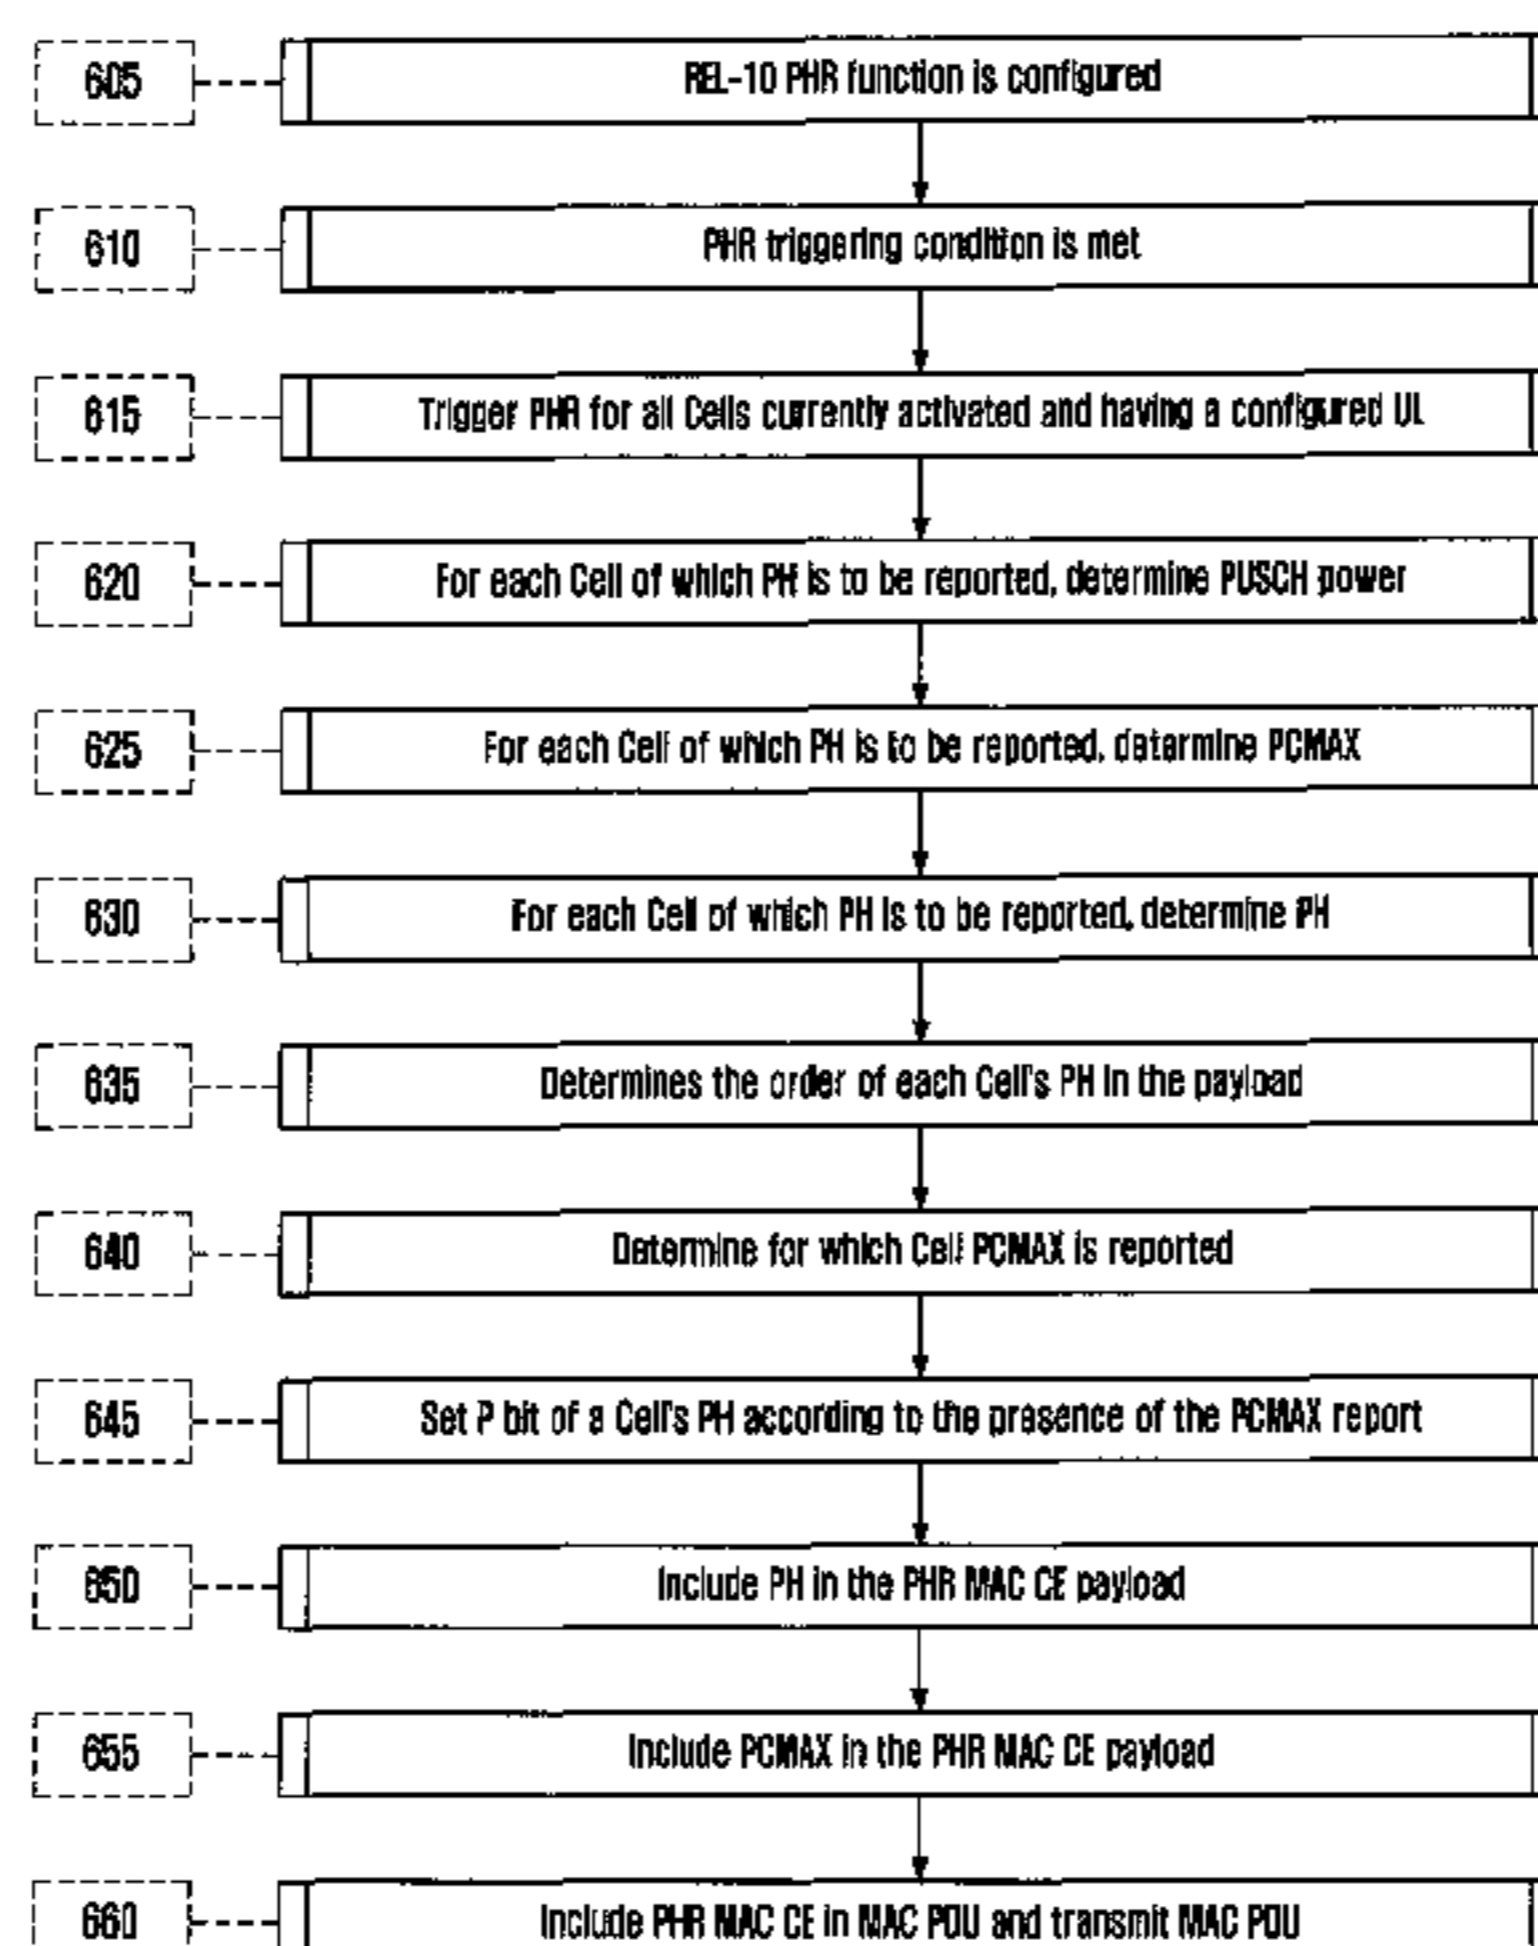 605
REL-10 PHR function is configured
610
PHR triggering condition is met
615
Trigger PHR for all Cells currently activated and having a configured UL
620
For each Cell of which PH is to be reported, determine PUSCH power
625
For each Cell of which PH is to be reported, determine PCMAX
630
For each Cell of which PH is to be reported, determine PH
635
Determines the order of each Cell's PH in the payload
640
Determine for which Cell PCMAX is reported
645
Set P bit of a Cell's PH according to the presence of the PCMAX report
650
Include PH in the PHR MAC CE payload
655
Include PCMAX in the PHR MAC CE payload
660
Include PHR MAC CE in MAC PDU and transmit MAC PDU